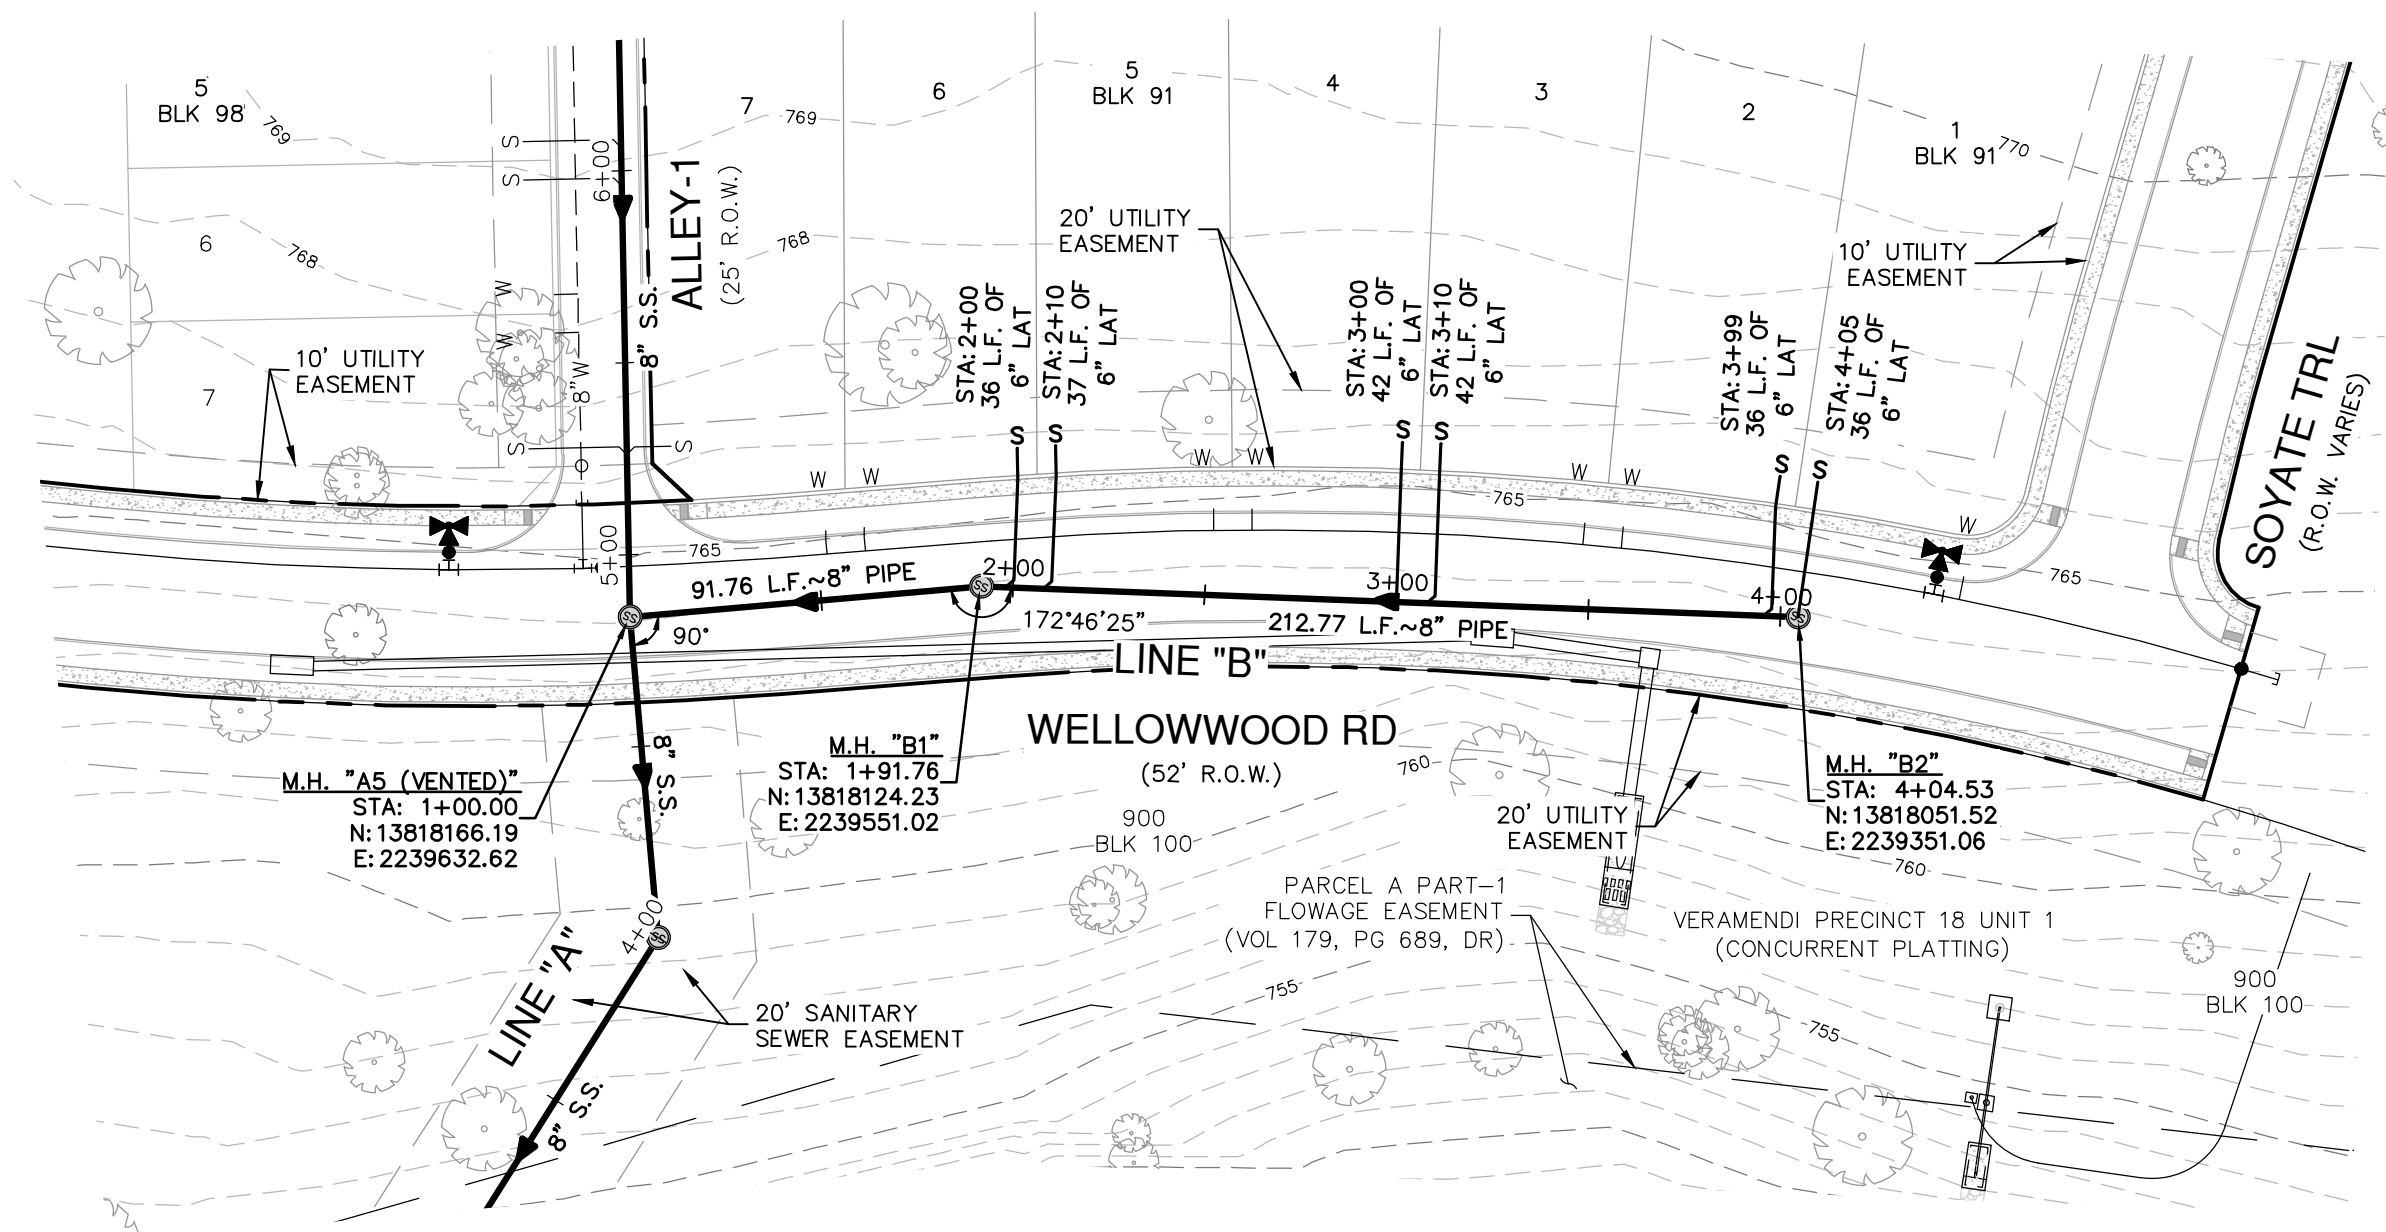 5
BLK 98
769
6
768
7
10' UTILITY
EASEMENT
S
S
W
W
8"W
S
S
6+00
8" S.S.
ALLEY-1
(25' R.O.W.)
5+00
7
769
768
6
5
BLK 91
4
3
2
1
BLK 91
770
20' UTILITY
EASEMENT
10' UTILITY
EASEMENT
STA:2+00
36 L.F. OF
6" LAT
STA:2+10
37 L.F. OF
6" LAT
STA:3+00
42 L.F. OF
6" LAT
STA:3+10
42 L.F. OF
6" LAT
STA:3+99
36 L.F. OF
6" LAT
STA:4+05
36 L.F. OF
6" LAT
S
S
S
S
S
S
W
W
W
W
W
W
W
765
765
765
SOYATE TRL
(R.O.W. VARIES)
SS
91.76 L.F.~8" PIPE
SS
2+00
3+00
4+00
SS
90°
172°46'25"
212.77 L.F.~8" PIPE
LINE "B"
WELLOWWOOD RD
(52' R.O.W.)
8" S.S.
M.H. "A5 (VENTED)"
STA: 1+00.00
N:13818166.19
E:2239632.62
M.H. "B1"
STA: 1+91.76
N:13818124.23
E:2239551.02
M.H. "B2"
STA: 4+04.53
N:13818051.52
E:2239351.06
760
760
20' UTILITY
EASEMENT
900
BLK 100
PARCEL A PART-1
FLOWAGE EASEMENT
(VOL 179, PG 689, DR)
VERAMENDI PRECINCT 18 UNIT 1
(CONCURRENT PLATTING)
900
BLK 100
4+00
SS
LINE "A"
20' SANITARY
SEWER EASEMENT
755
755
8" S.S.